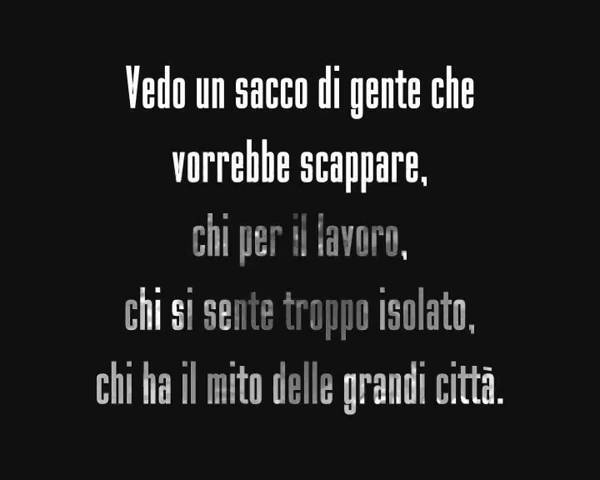 Vedo un sacco di gente che
vorrebbe scappare,
chi per il lavoro,
chi si sente troppo isolato,
chi ha il mito delle grandi città.